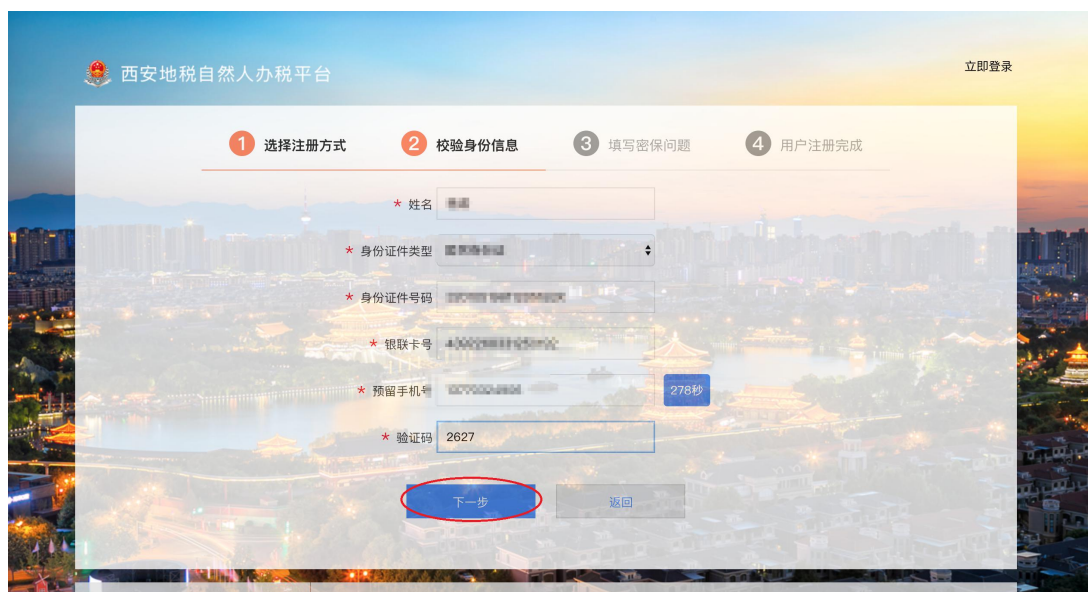 西安地税自然人办税平台
立即登录
1 选择注册方式 2 校验身份信息 3 填写密保问题 4 用户注册完成
* 姓名
* 身份证件类型
* 身份证件号码
* 银联卡号
* 预留手机号 278秒
* 验证码 2627
下一步 返回